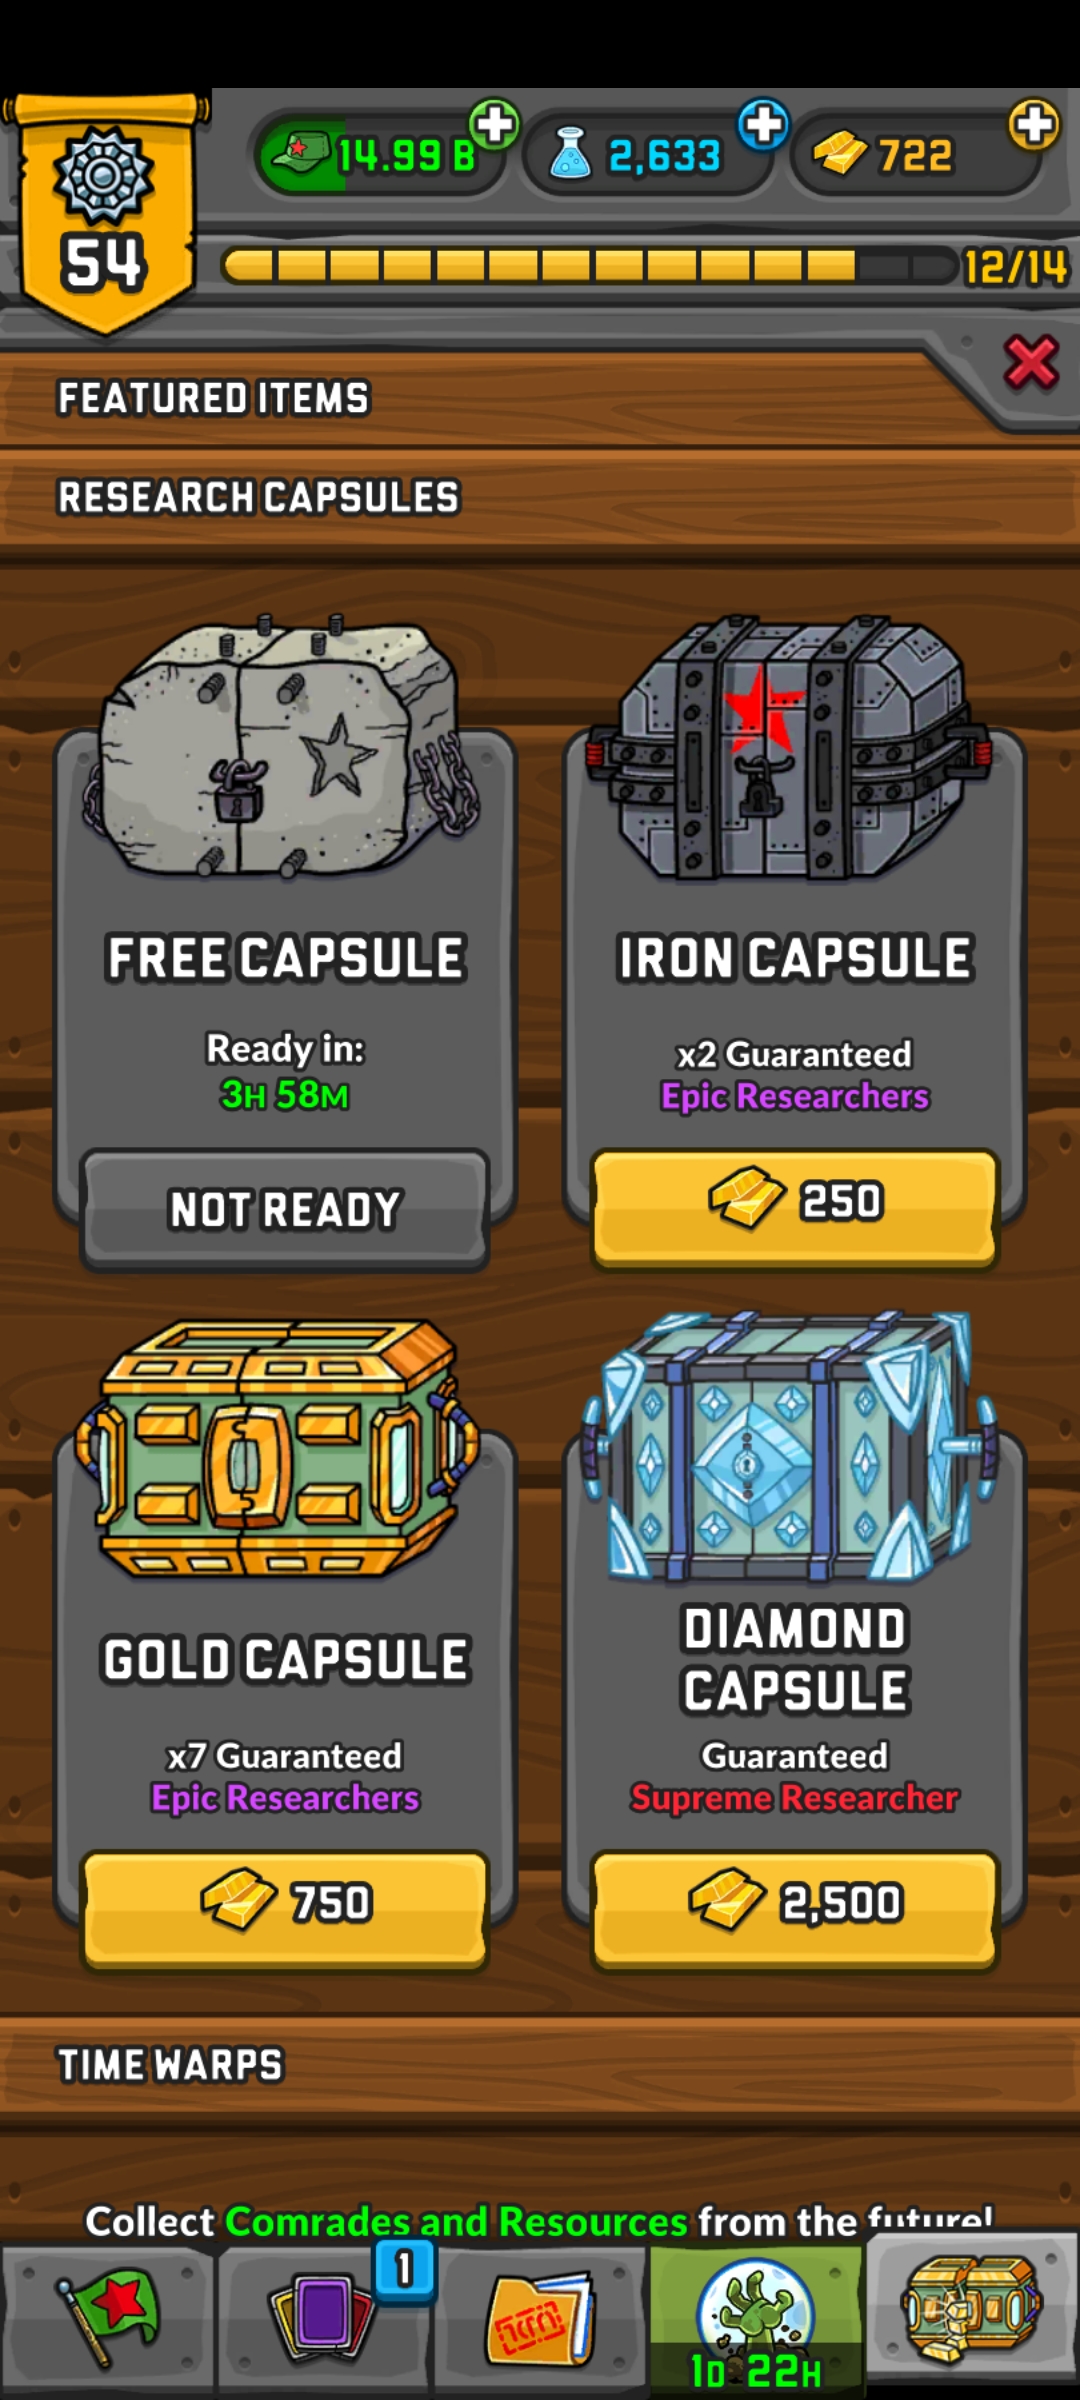 14.99 B
2,633
722
54
12/14
FEATURED ITEMS
RESEARCH CAPSULES
FREE CAPSULE
Ready in:
3H 58M
NOT READY
IRON CAPSULE
x2 Guaranteed
Epic Researchers
250
GOLD CAPSULE
x7 Guaranteed
Epic Researchers
750
DIAMOND
CAPSULE
Guaranteed
Supreme Researcher
2,500
TIME WARPS
Collect Comrades and Resources from the future!
1
1D 22H